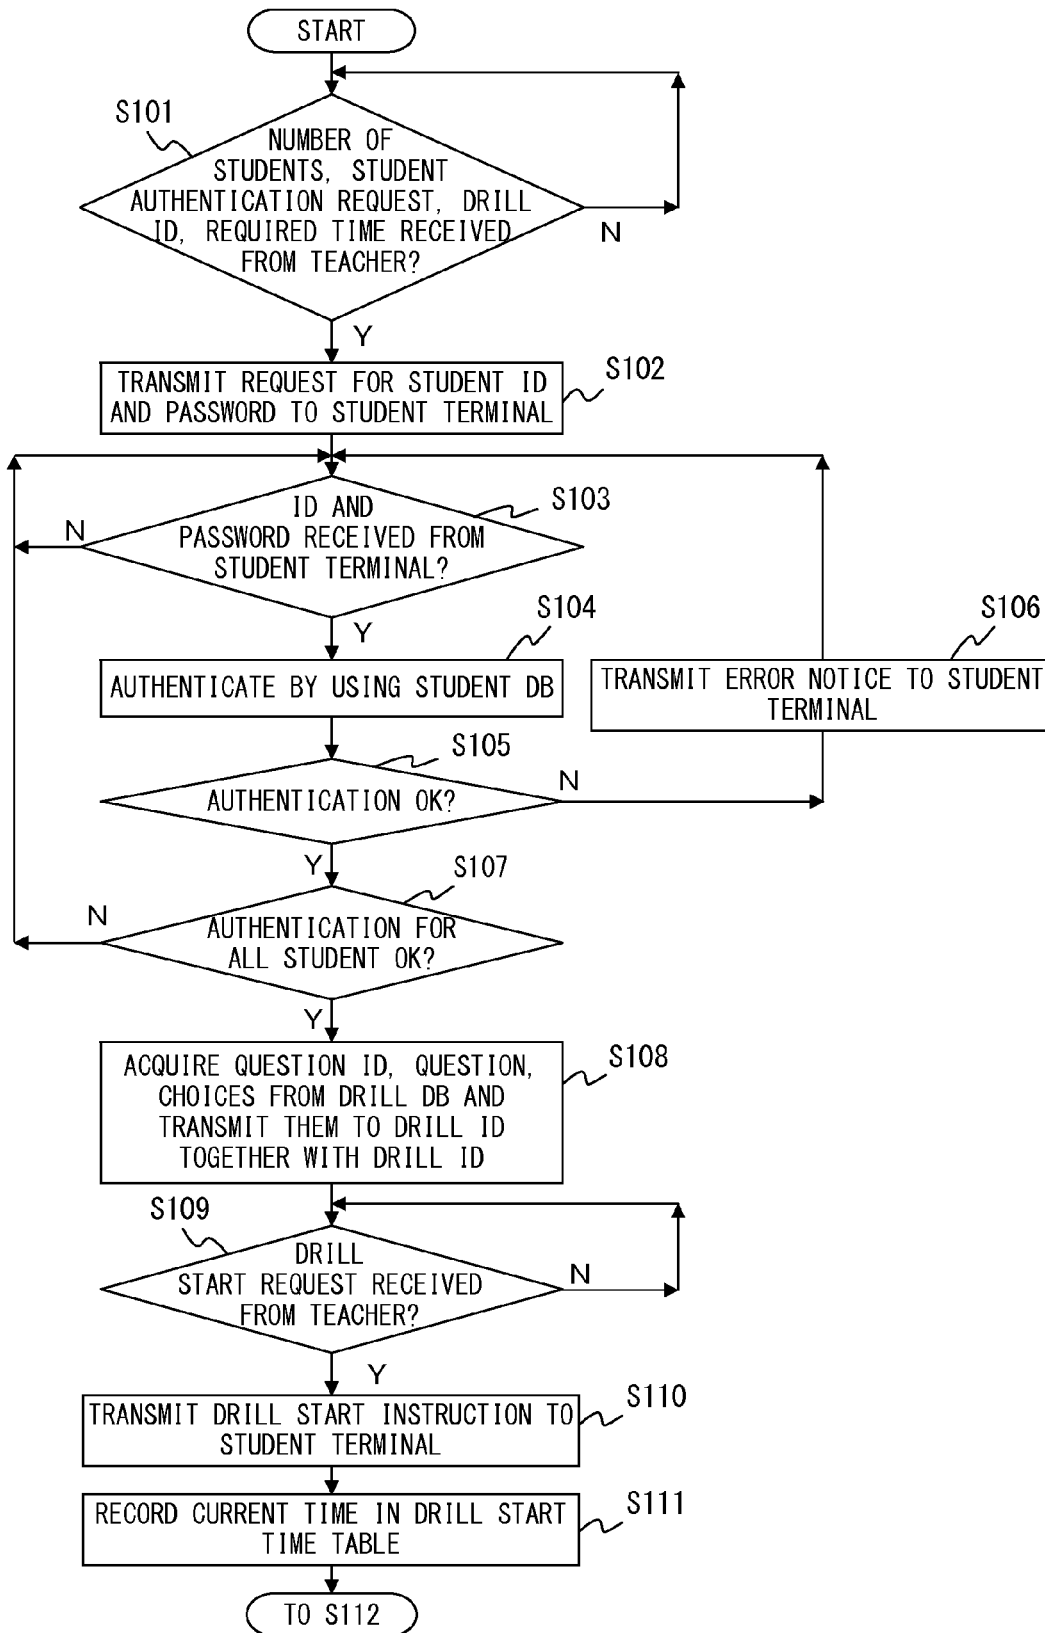 START
S101
NUMBER OF
STUDENTS, STUDENT
AUTHENTICATION REQUEST, DRILL
ID, REQUIRED TIME RECEIVED
FROM TEACHER?
N
Y
S102
TRANSMIT REQUEST FOR STUDENT ID
AND PASSWORD TO STUDENT TERMINAL
S103
ID AND
PASSWORD RECEIVED FROM
STUDENT TERMINAL?
N
Y
S104
AUTHENTICATE BY USING STUDENT DB
S106
TRANSMIT ERROR NOTICE TO STUDENT
TERMINAL
S105
AUTHENTICATION OK?
N
Y
S107
AUTHENTICATION FOR
ALL STUDENT OK?
N
Y
S108
ACQUIRE QUESTION ID, QUESTION,
CHOICES FROM DRILL DB AND
TRANSMIT THEM TO DRILL ID
TOGETHER WITH DRILL ID
S109
DRILL
START REQUEST RECEIVED
FROM TEACHER?
N
Y
S110
TRANSMIT DRILL START INSTRUCTION TO
STUDENT TERMINAL
S111
RECORD CURRENT TIME IN DRILL START
TIME TABLE
TO S112